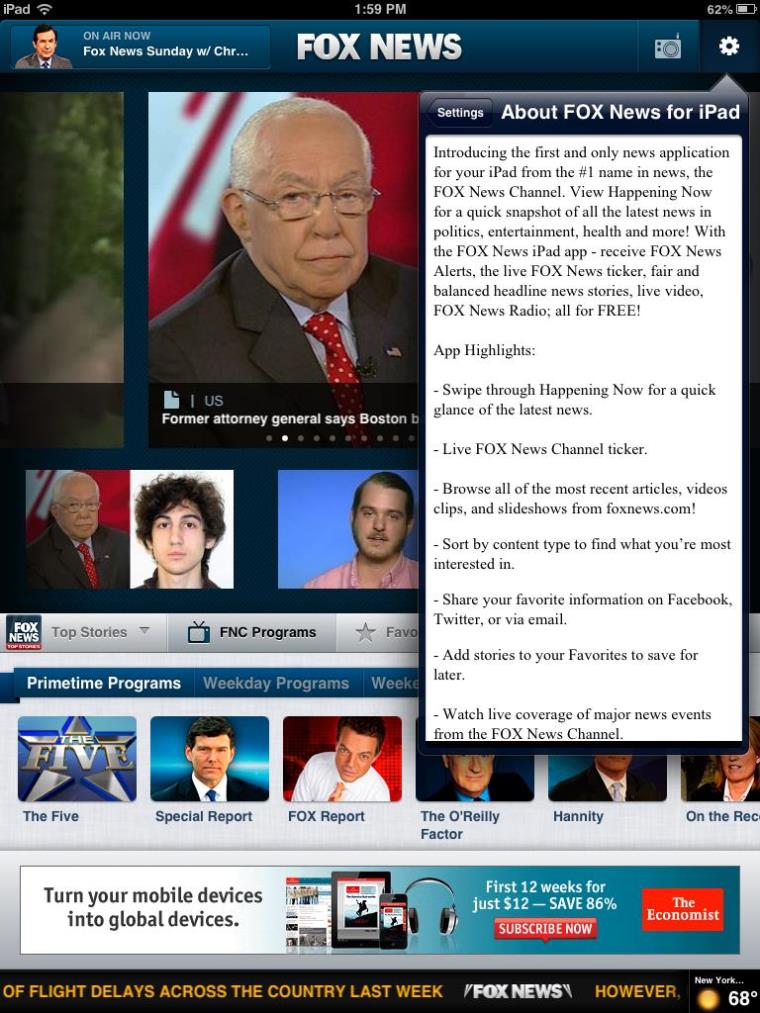 iPad
1:59 PM
62%
ON AIR NOW
Fox News Sunday w/ Chr...
FOX NEWS
Settings
About FOX News for iPad
Introducing the first and only news application
for your iPad from the #1 name in news, the
FOX News Channel. View Happening Now
for a quick snapshot of all the latest news in
politics, entertainment, health and more! With
the FOX News iPad app - receive FOX News
Alerts, the live FOX News ticker, fair and
balanced headline news stories, live video,
FOX News Radio; all for FREE!
App Highlights:
- Swipe through Happening Now for a quick
glance of the latest news.
- Live FOX News Channel ticker.
- Browse all of the most recent articles, videos
clips, and slideshows from foxnews.com!
- Sort by content type to find what you're most
interested in.
- Share your favorite information on Facebook,
Twitter, or via email.
- Add stories to your Favorites to save for
later.
- Watch live coverage of major news events
from the FOX News Channel.
| US
Former attorney general says Boston b
FOX
NEWS
TOP STORIES
Top Stories
FNC Programs
Favo
Primetime Programs
Weekday Programs
Weeke
THE
FIVE
The Five
Special Report
FOX Report
The O'Reilly
Factor
Hannity
On the Rec
Turn your mobile devices
into global devices.
First 12 weeks for
just $12 — SAVE 86%
SUBSCRIBE NOW
The
Economist
OF FLIGHT DELAYS ACROSS THE COUNTRY LAST WEEK
FOX NEWS
HOWEVER,
New York...
68°